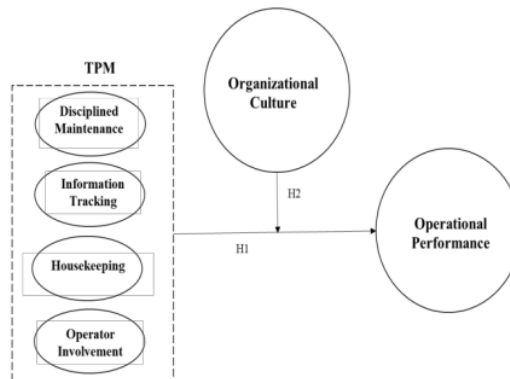 TPM
Disciplined
Maintenance
Information
Tracking
Housekeeping
Operator
Involvement
Organizational
Culture
H2
H1
Operational
Performance